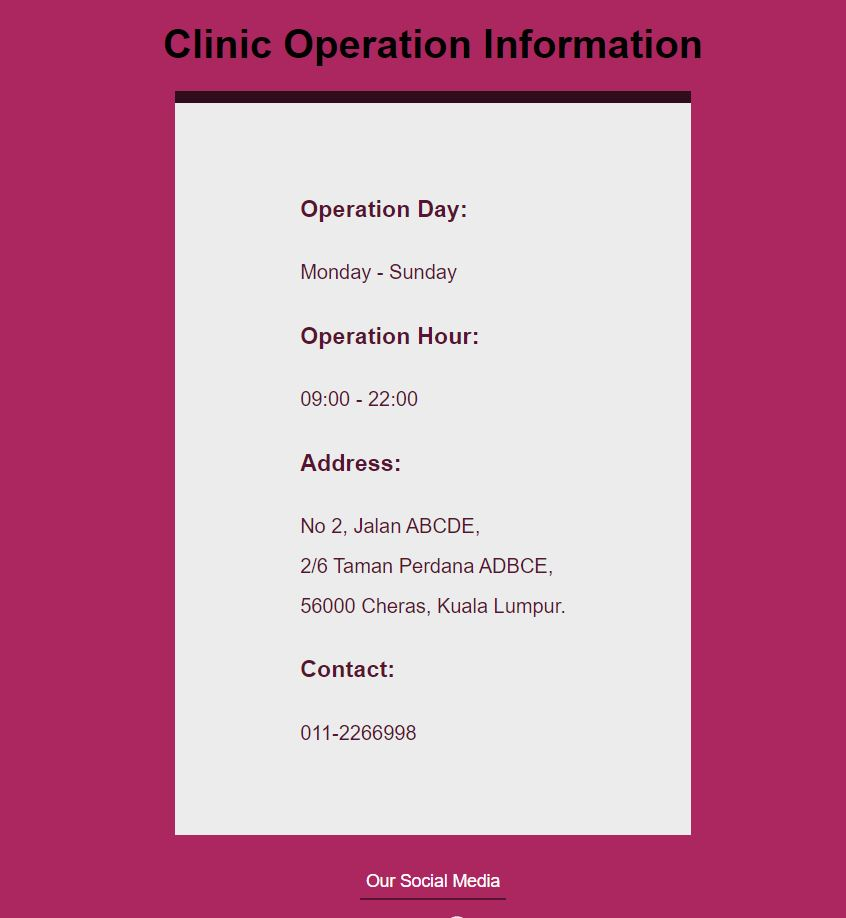 Clinic Operation Information
Operation Day:
Monday - Sunday
Operation Hour:
09:00 - 22:00
Address:
No 2, Jalan ABCDE,
2/6 Taman Perdana ADBCE,
56000 Cheras, Kuala Lumpur.
Contact:
011-2266998
Our Social Media